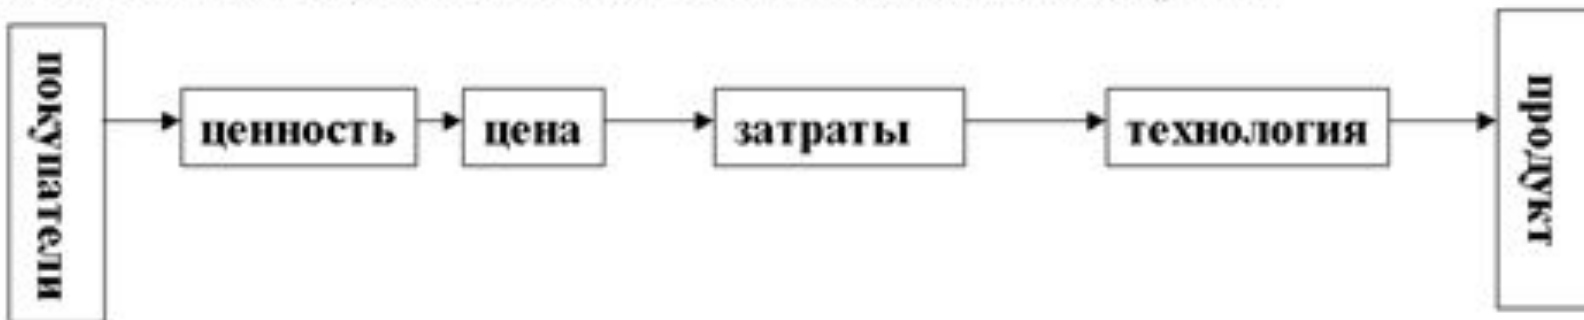 покупатели
ценность
цена
затраты
технология
продукт